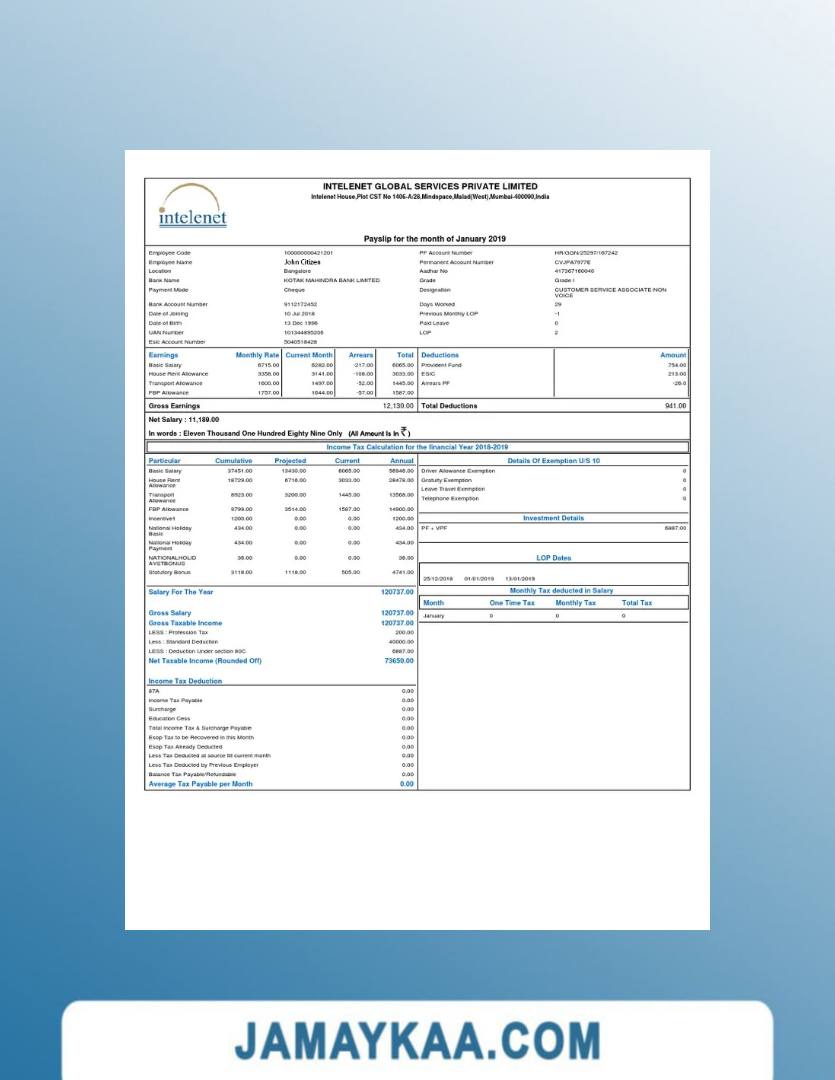 INTELENET GLOBAL SERVICES PRIVATE LIMITED
Intelenet House,Plot CST No 1406-A/28,Mindspace,Malad(West),Mumbai-400090,India
intelenet
Payslip for the month of January 2019
Employee Code 100000000421201 PF Account Number HR/GGN/25297/167242
Employee Name John Citizen Permanent Account Number CVJPA7977E
Location Bangalore Aadhar No 417367160046
Bank Name KOTAK MAHINDRA BANK LIMITED Grade Grade I
Payment Mode Cheque Designation CUSTOMER SERVICE ASSOCIATE-NON
VOICE
Bank Account Number 9112172452 Days Worked 29
Date of Joining 10 Jul 2018 Previous Monthly LOP -1
Date of Birth 13 Dec 1996 Paid Leave 0
UAN Number 101344895206 LOP 2
Esic Account Number 5040518428
Earnings Monthly Rate Current Month Arrears Total Deductions Amount
Basic Salary 6715.00 6282.00 -217.00 6065.00 Provident Fund 754.00
House Rent Allowance 3358.00 3141.00 -108.00 3033.00 ESIC 213.00
Transport Allowance 1600.00 1497.00 -52.00 1445.00 Arrears PF -26.0
FBP Allowance 1757.00 1644.00 -57.00 1587.00
Gross Earnings 12,130.00 Total Deductions 941.00
Net Salary : 11,189.00
In words : Eleven Thousand One Hundred Eighty Nine Only (All Amount Is In ₹ )
Income Tax Calculation for the financial Year 2018-2019
Particular Cumulative Projected Current Annual Details Of Exemption U/S 10
Basic Salary 37451.00 13430.00 6065.00 56946.00 Driver Allowance Exemption 0
House Rent 18729.00 6716.00 3033.00 28478.00 Gratuity Exemption 0
Allowance Leave Travel Exemption 0
Transport 8923.00 3200.00 1445.00 13568.00 Telephone Exemption 0
Allowance
FBP Allowance 9799.00 3514.00 1587.00 14900.00
Incentive1 1200.00 0.00 0.00 1200.00 Investment Details
National Holiday 434.00 0.00 0.00 434.00 PF + VPF 6887.00
Basic
National Holiday 434.00 0.00 0.00 434.00
Payment
NATIONALHOLID 36.00 0.00 0.00 36.00 LOP Dates
AYSTBONUS
Statutory Bonus 3118.00 1118.00 505.00 4741.00
25/12/2018 01/01/2019 13/01/2019
Salary For The Year 120737.00 Monthly Tax deducted in Salary
Month One Time Tax Monthly Tax Total Tax
Gross Salary 120737.00 January 0 0 0
Gross Taxable Income 120737.00
LESS : Profession Tax 200.00
Less : Standard Deduction 40000.00
LESS : Deduction Under section 80C 6887.00
Net Taxable Income (Rounded Off) 73650.00
Income Tax Deduction
87A 0.00
Income Tax Payable 0.00
Surcharge 0.00
Education Cess 0.00
Total Income Tax & Surcharge Payable 0.00
Esop Tax to be Recovered in this Month 0.00
Esop Tax Already Deducted 0.00
Less Tax Deducted at source till current month 0.00
Less Tax Deducted by Previous Employer 0.00
Balance Tax Payable/Refundable 0.00
Average Tax Payable per Month 0.00
JAMAYKAA.COM